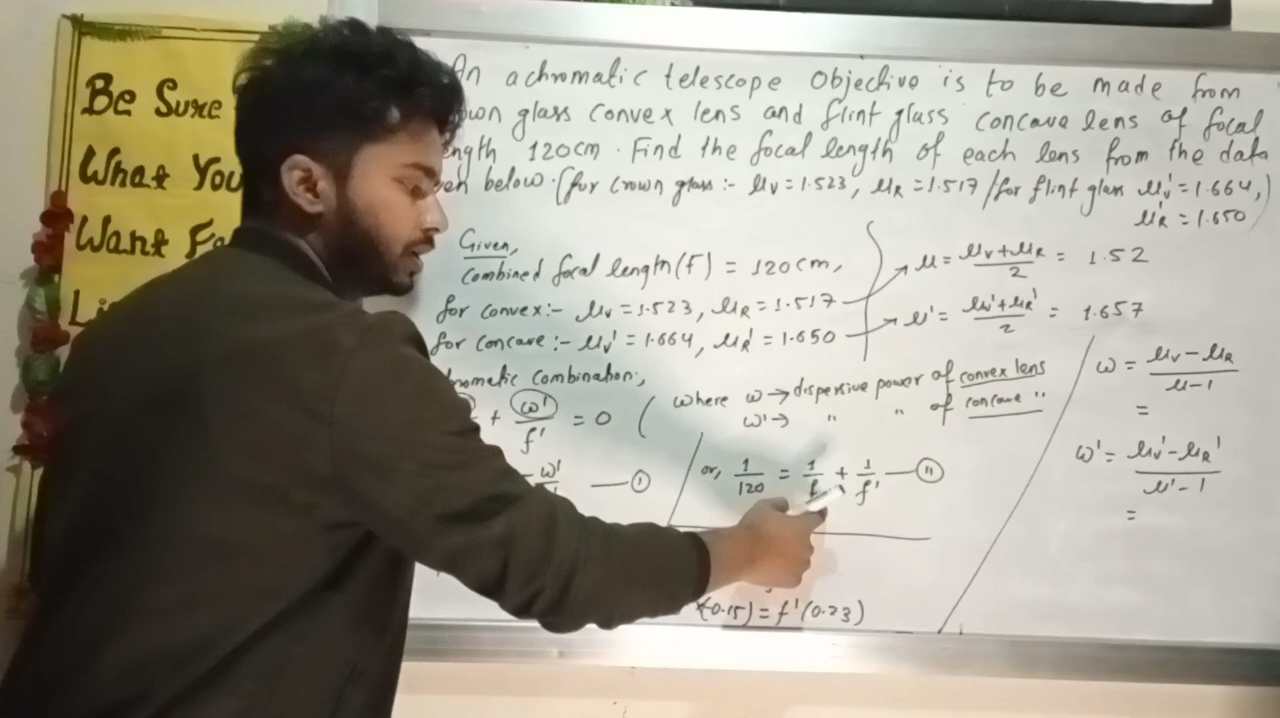 Be Sure
What You
Want
An achromatic telescope Objective is to be made from
glass convex lens and flint glass concave lens of focal
120cm. Find the focal length of each lens from the data
below. (for crown glass :- μv = 1.523, μR = 1.517 / for flint glass μv' = 1.664,
μR' = 1.650)
Given,
Combined focal length (F) = 120cm,
for convex:- μv = 1.523, μR = 1.517
for concave :- μv' = 1.664, μR' = 1.650
μ = μv+μR / 2 = 1.52
μ' = μv'+μR' / 2 = 1.657
combination,
+ ω'/f' = 0 ( where ω → dispersive power of convex lens
ω' → " " of concave "
ω'
or, 1/120 = 1/f + 1/f' — (ii)
(0.15) = f'(0.23)
ω = μv - μR / μ - 1
=
ω' = μv' - μR' / μ' - 1
=